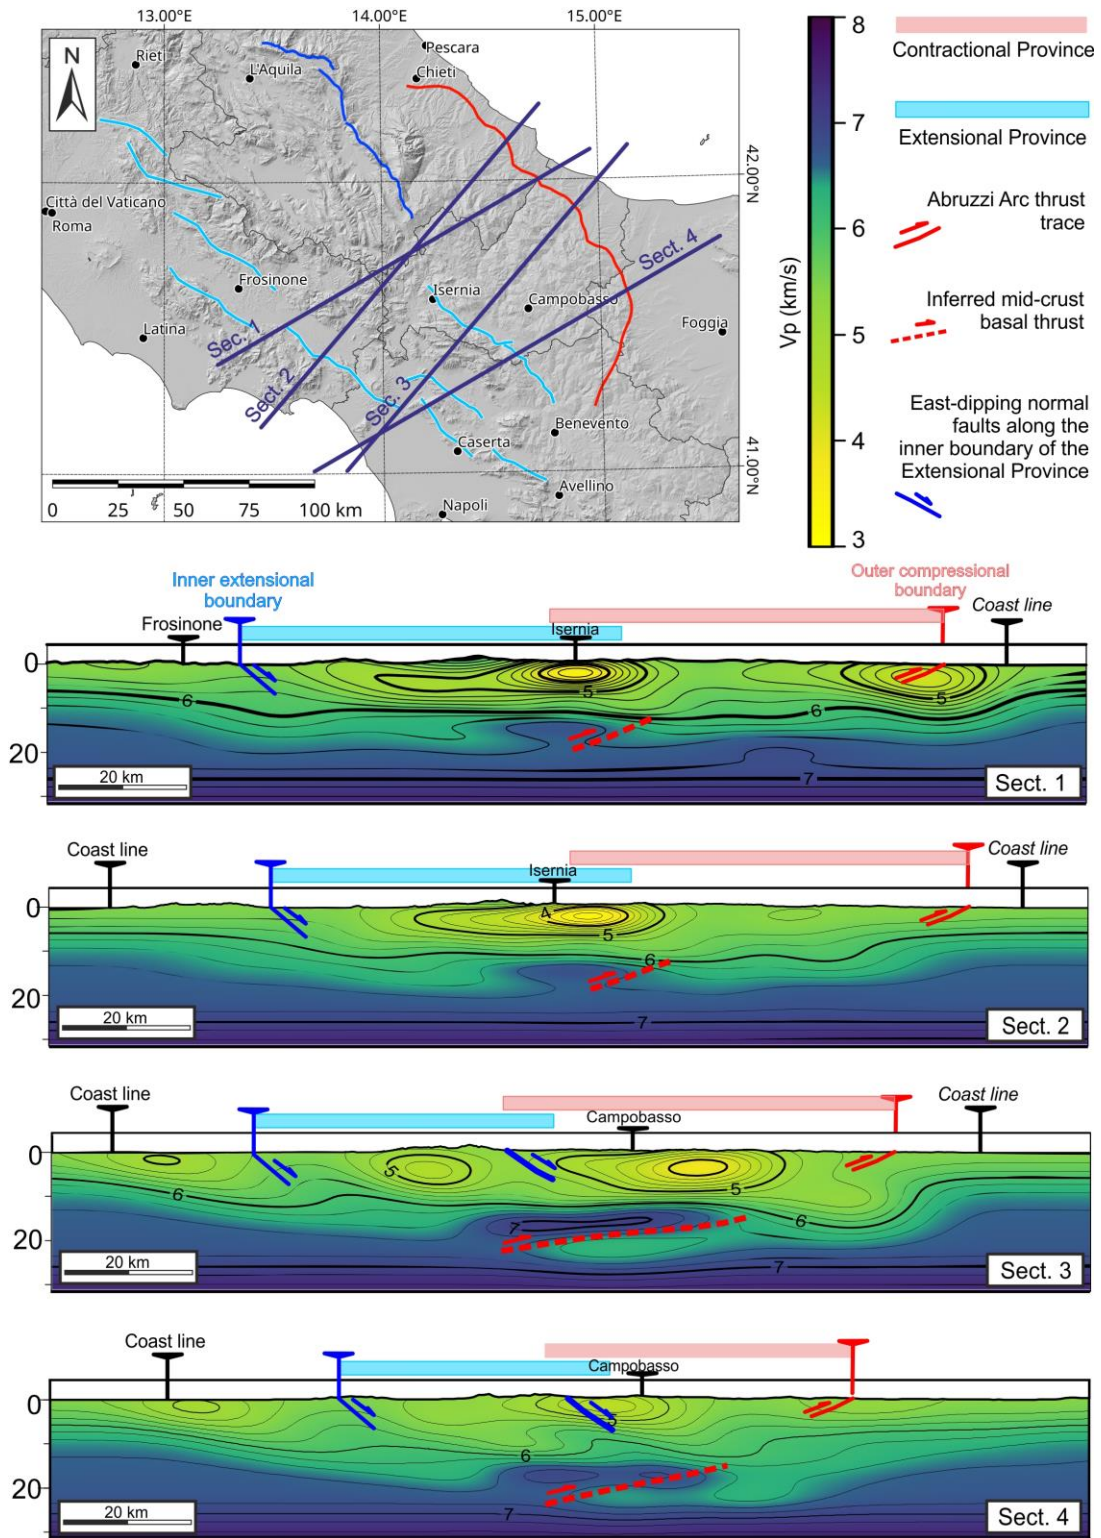 13.00°E
14.00°E
15.00°E
N
Rieti
L'Aquila
Pescara
Chieti
42.00°N
Città del Vaticano
Roma
Frosinone
Latina
Isernia
Campobasso
Foggia
Sec. 1
Sect. 2
Sec. 3
Sect. 4
Benevento
Caserta
Avellino
Napoli
41.00°N
0 25 50 75 100 km
8
7
6
5
4
3
Vp (km/s)
Contractional Province
Extensional Province
Abruzzi Arc thrust
trace
Inferred mid-crust
basal thrust
East-dipping normal
faults along the
inner boundary of the
Extensional Province
Inner extensional
boundary
Outer compressional
boundary
Frosinone
Isernia
Coast line
0
20
6
5
6
5
7
20 km
Sect. 1
Coast line
Isernia
Coast line
0
20
4
5
6
7
20 km
Sect. 2
Coast line
Campobasso
Coast line
0
20
5
5
6
6
7
7
20 km
Sect. 3
Coast line
Campobasso
0
20
5
6
7
20 km
Sect. 4